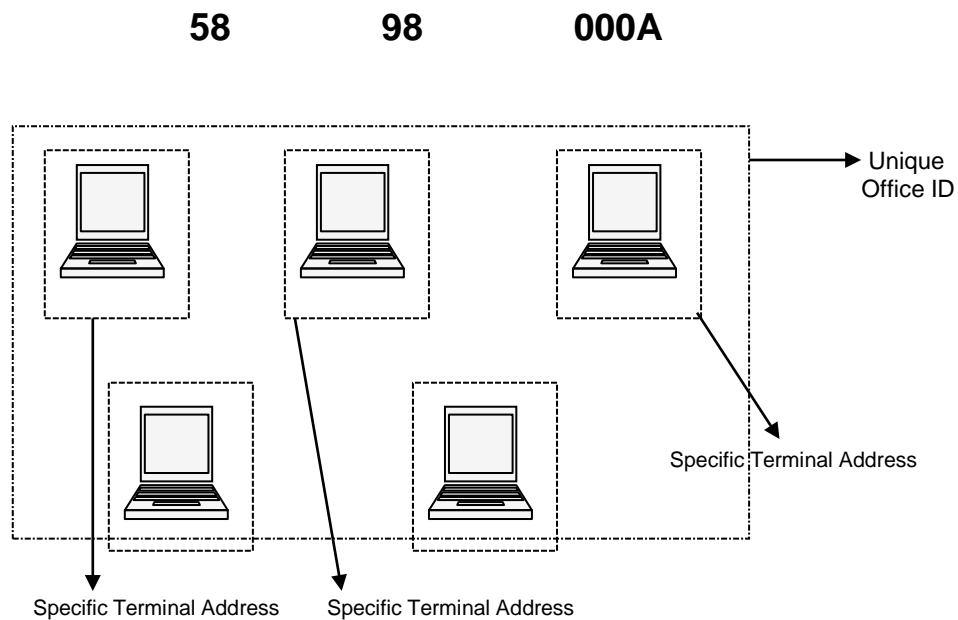 58 98 000A
Unique
Office ID
Specific Terminal Address
Specific Terminal Address Specific Terminal Address